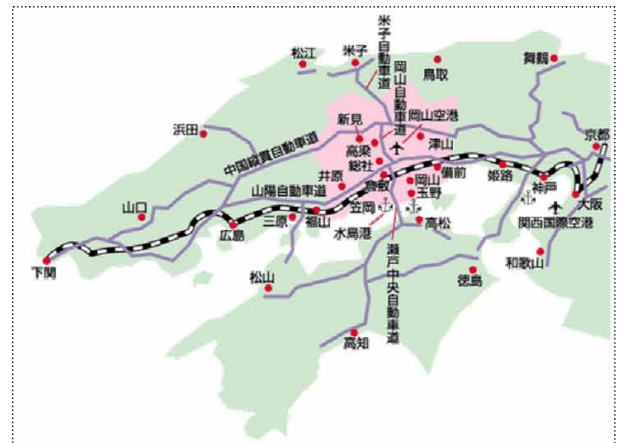 松江
米子
米子自動車道
鳥取
舞鶴
岡山自動車道
岡山空港
新見
浜田
中国縦貫自動車道
高梁
津山
京都
総社
井原
山陽自動車道
倉敷
岡山
備前
姫路
神戸
玉野
大阪
山口
笠岡
三原
福山
広島
水島港
高松
関西国際空港
下関
瀬戸中央自動車道
和歌山
松山
徳島
高知